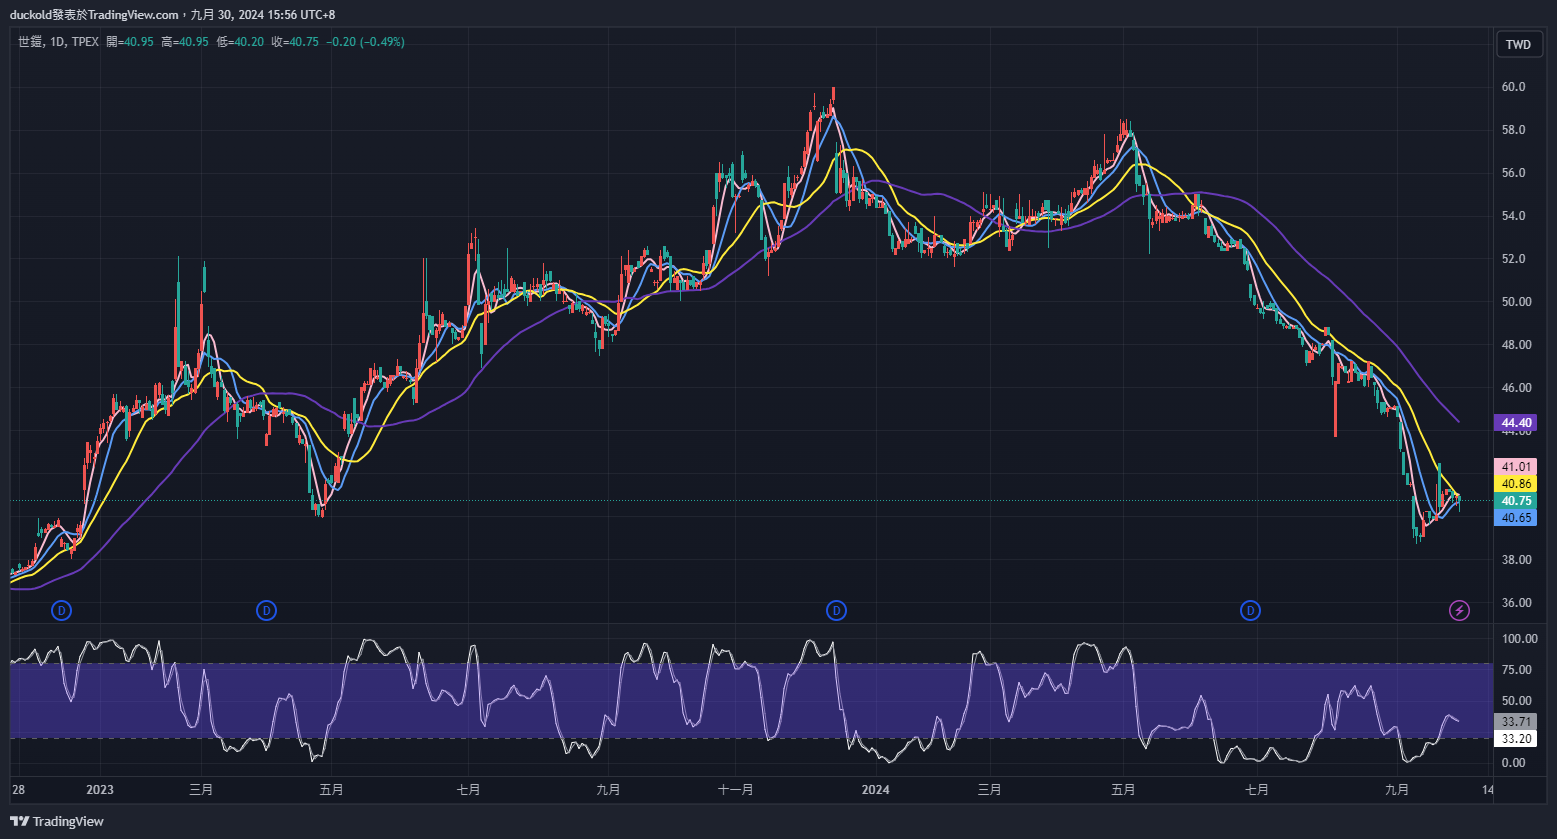 duckold發表於TradingView.com，九月 30, 2024 15:56 UTC+8
世鎧, 1D, TPEX 開=40.95 高=40.95 低=40.20 收=40.75 −0.20 (−0.49%)
TWD
60.0
58.0
56.0
54.0
52.0
50.00
48.00
46.00
44.40
44.00
41.01
40.86
40.75
40.65
38.00
36.00
D
D
D
D
100.00
75.00
50.00
33.71
33.20
0.00
28 2023 三月 五月 七月 九月 十一月 2024 三月 五月 七月 九月 14
TradingView